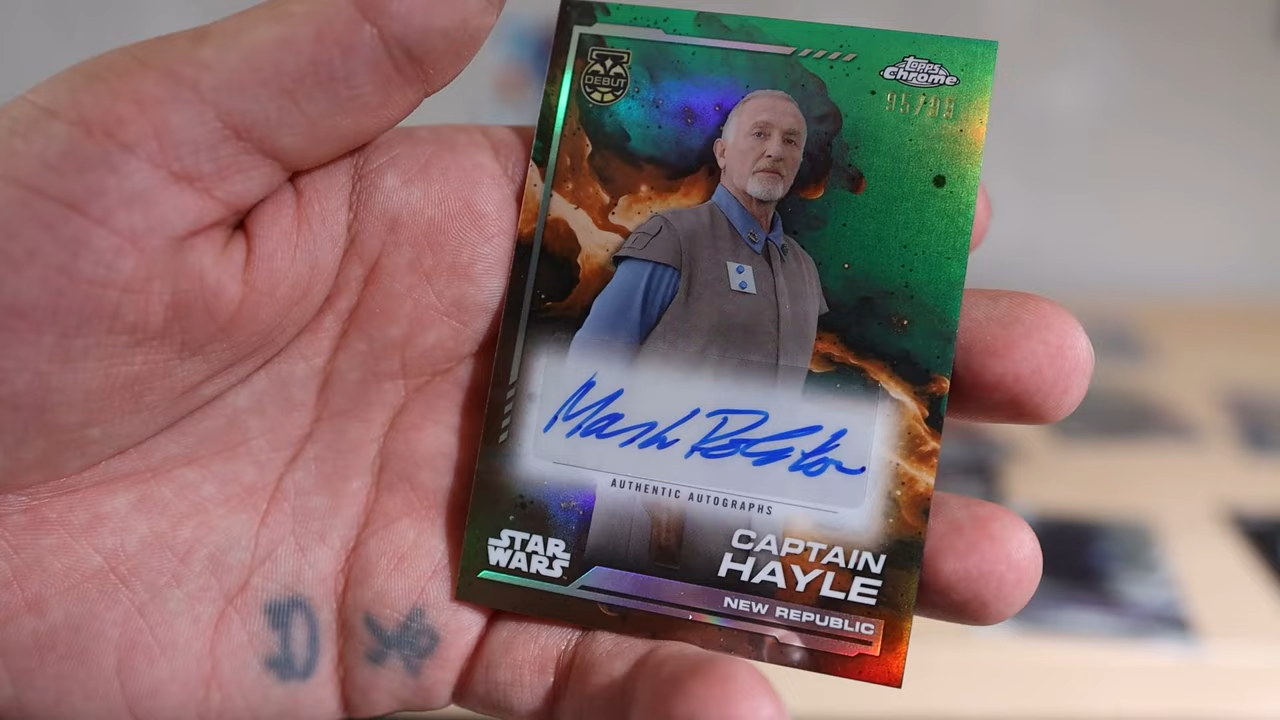 DEBUT
Topps
Chrome
95/99
Mark Rolston
AUTHENTIC AUTOGRAPHS
STAR
WARS
CAPTAIN
HAYLE
NEW REPUBLIC